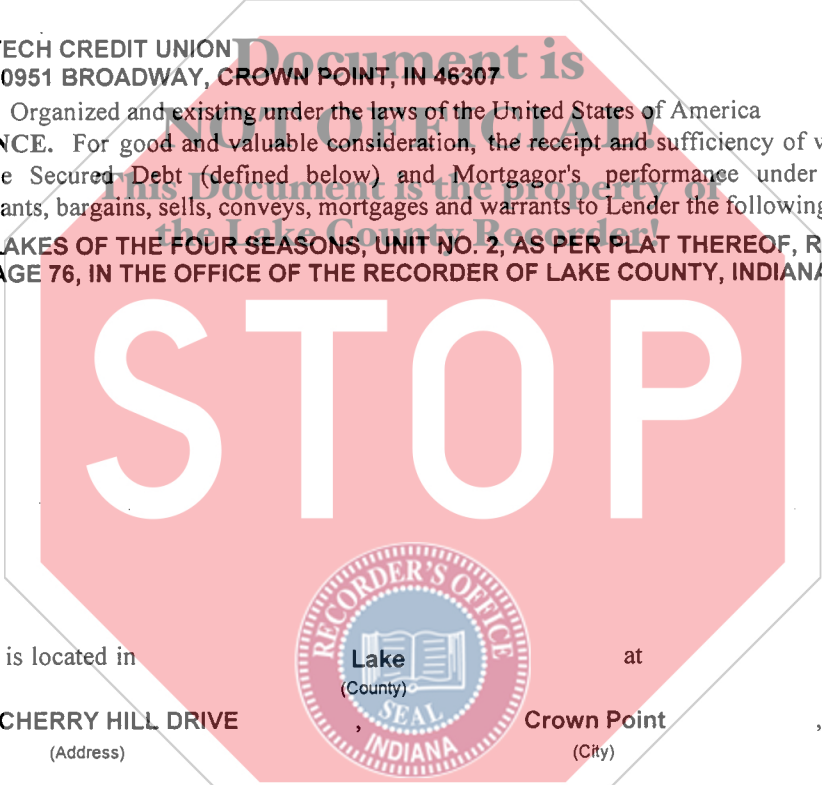 TECH CREDIT UNION
0951 BROADWAY, CROWN POINT, IN 46307
Organized and existing under the laws of the United States of America
NCE. For good and valuable consideration, the receipt and sufficiency of
e Secured Debt (defined below) and Mortgagor's performance under
ants, bargains, sells, conveys, mortgages and warrants to Lender the following
LAKES OF THE FOUR SEASONS, UNIT NO. 2, AS PER PLAT THEREOF, R
AGE 76, IN THE OFFICE OF THE RECORDER OF LAKE COUNTY, INDIANA
Document is
NOT OFFICIAL!
This Document is the property of
the Lake County Recorder!
STOP
RECORDER'S OFFICE
SEAL
INDIANA
is located in Lake at
(County)
CHERRY HILL DRIVE , Crown Point ,
(Address) (City)